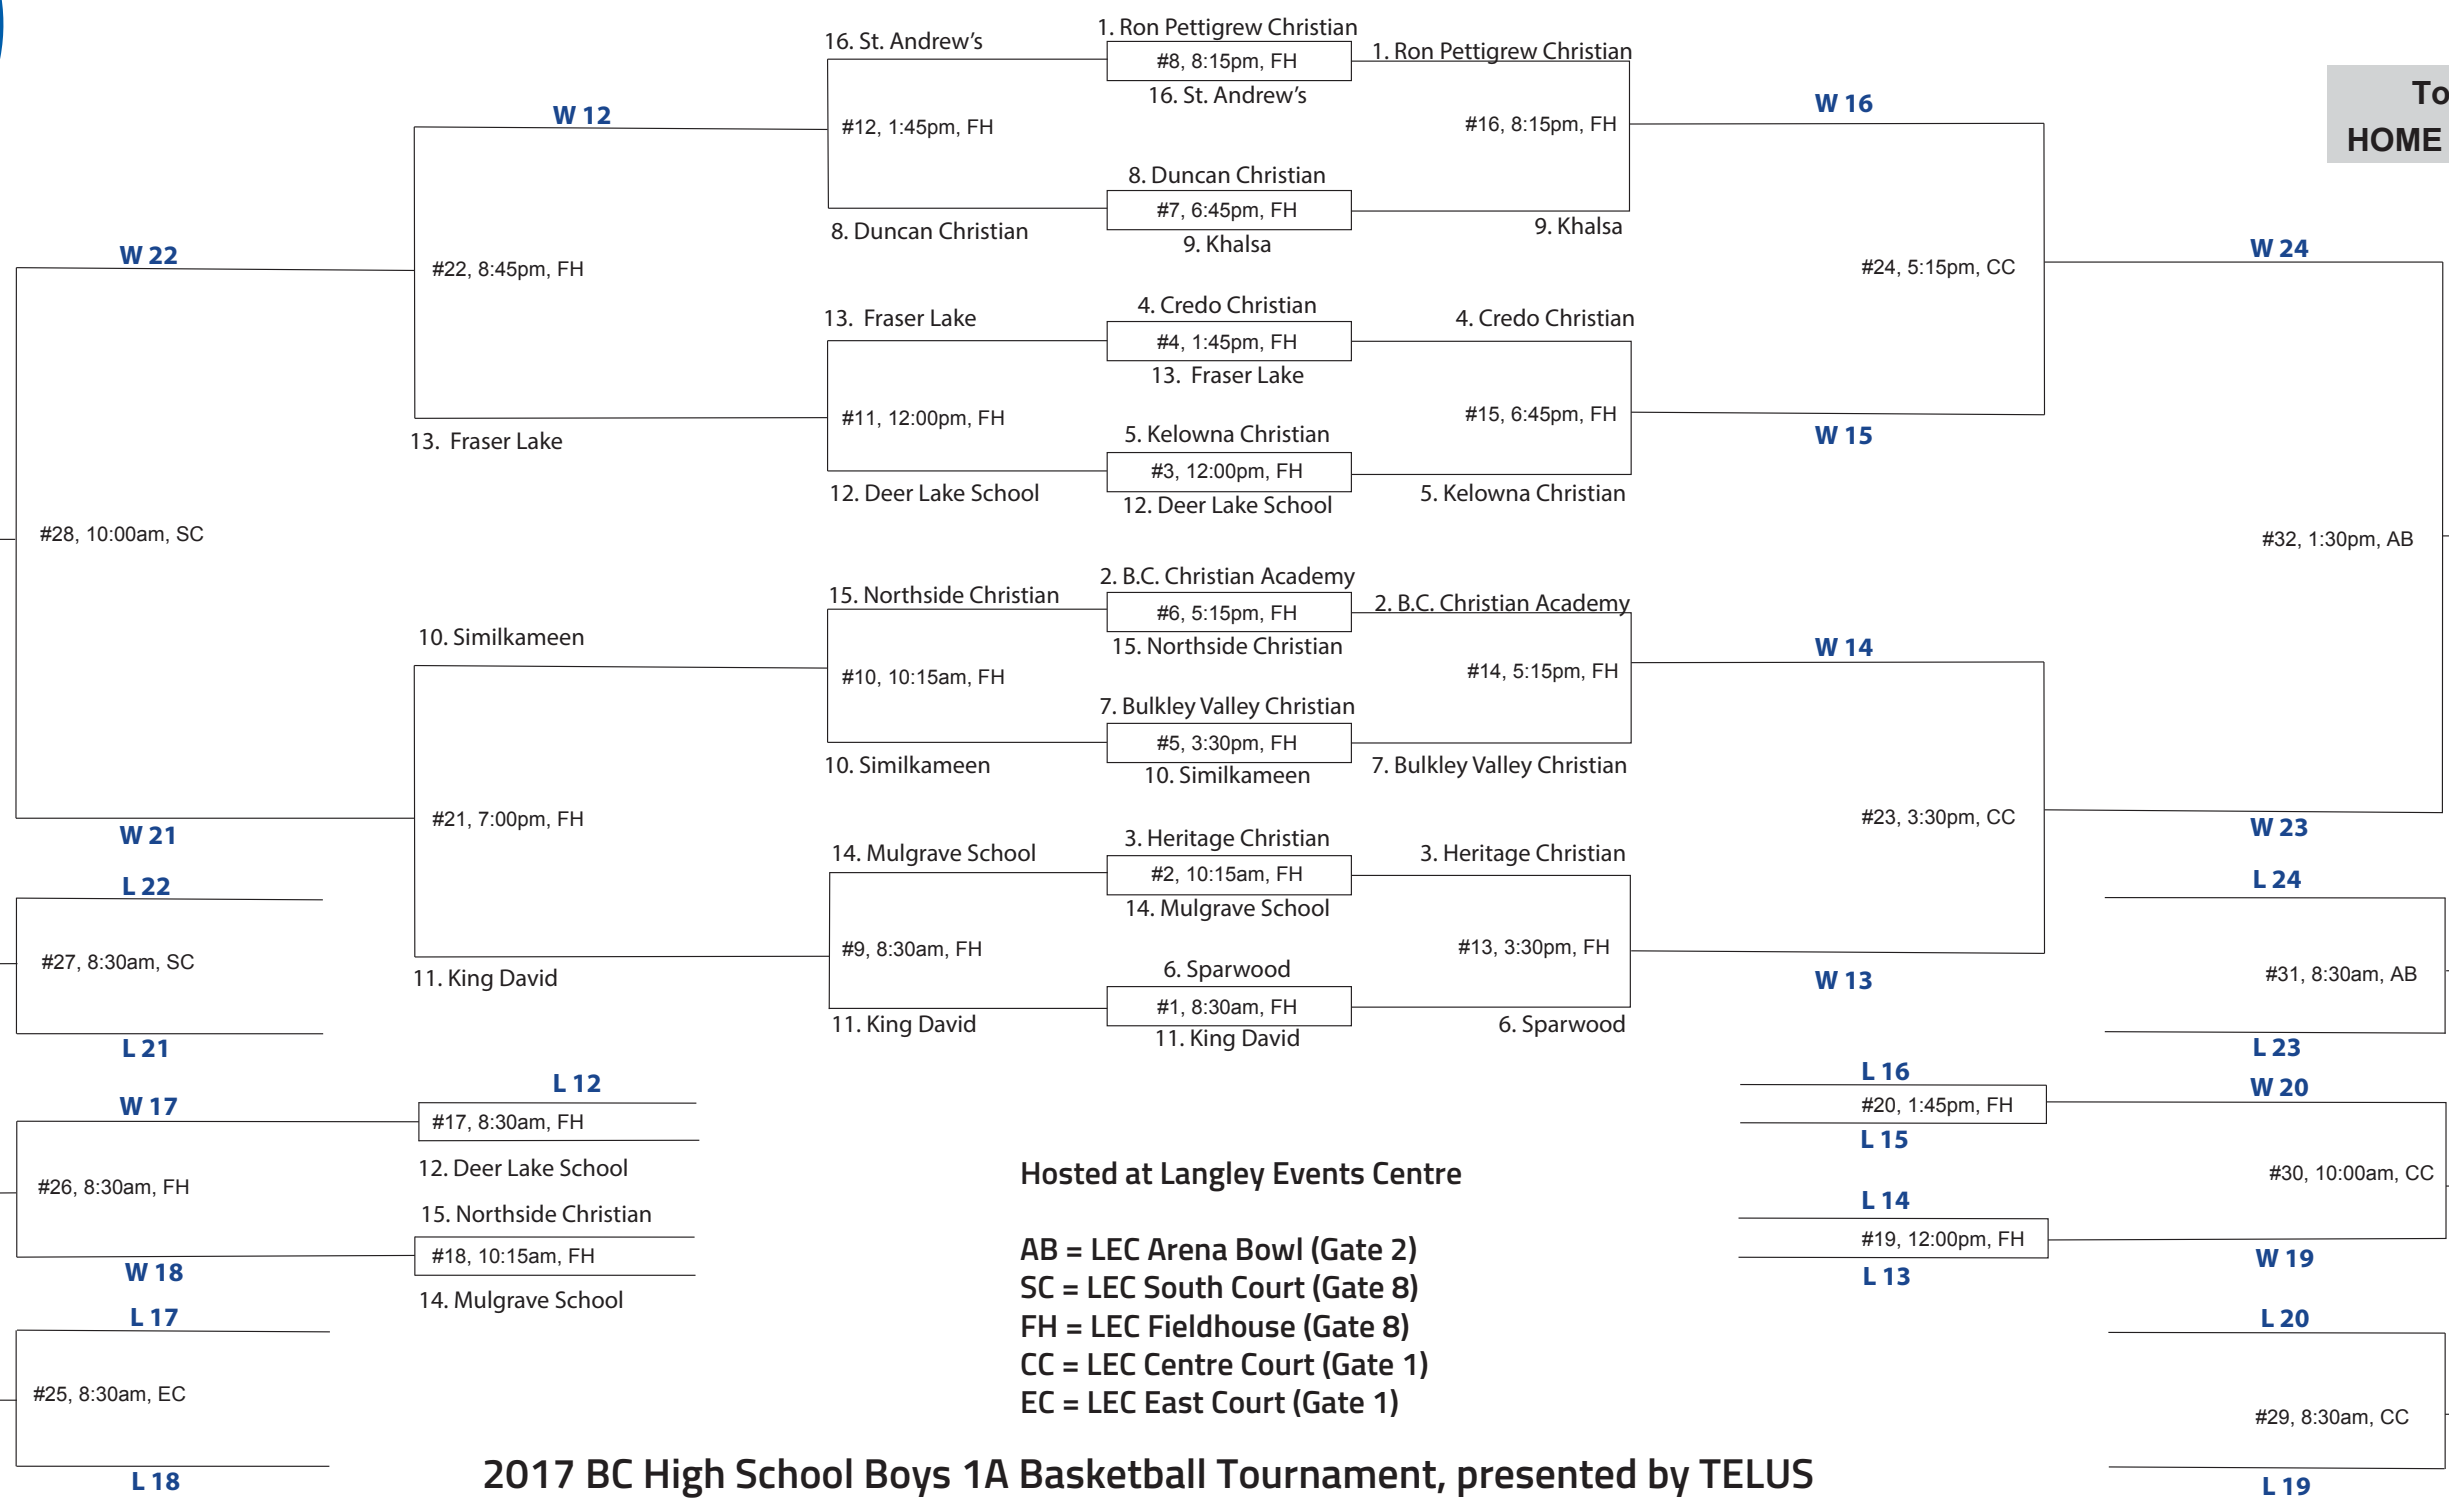 1. Ron Pettigrew Christian
16. St. Andrew's
#8, 8:15pm, FH
1. Ron Pettigrew Christian
16. St. Andrew's
To
HOME
W 12
#12, 1:45pm, FH
#16, 8:15pm, FH
W 16
8. Duncan Christian
#7, 6:45pm, FH
8. Duncan Christian
9. Khalsa
9. Khalsa
W 22
#22, 8:45pm, FH
#24, 5:15pm, CC
W 24
13. Fraser Lake
4. Credo Christian
4. Credo Christian
#4, 1:45pm, FH
13. Fraser Lake
#11, 12:00pm, FH
#15, 6:45pm, FH
13. Fraser Lake
5. Kelowna Christian
W 15
#3, 12:00pm, FH
12. Deer Lake School
12. Deer Lake School
5. Kelowna Christian
#28, 10:00am, SC
#32, 1:30pm, AB
15. Northside Christian
2. B.C. Christian Academy
2. B.C. Christian Academy
#6, 5:15pm, FH
10. Similkameen
15. Northside Christian
W 14
#10, 10:15am, FH
#14, 5:15pm, FH
7. Bulkley Valley Christian
#5, 3:30pm, FH
10. Similkameen
10. Similkameen
7. Bulkley Valley Christian
#21, 7:00pm, FH
#23, 3:30pm, CC
W 21
W 23
14. Mulgrave School
3. Heritage Christian
3. Heritage Christian
L 22
#2, 10:15am, FH
L 24
14. Mulgrave School
#27, 8:30am, SC
#9, 8:30am, FH
#13, 3:30pm, FH
#31, 8:30am, AB
11. King David
6. Sparwood
W 13
#1, 8:30am, FH
11. King David
11. King David
6. Sparwood
L 21
L 23
L 12
L 16
W 17
#17, 8:30am, FH
#20, 1:45pm, FH
W 20
12. Deer Lake School
L 15
#26, 8:30am, FH
#30, 10:00am, CC
15. Northside Christian
L 14
#18, 10:15am, FH
#19, 12:00pm, FH
W 18
14. Mulgrave School
L 13
W 19
Hosted at Langley Events Centre
AB = LEC Arena Bowl (Gate 2)
SC = LEC South Court (Gate 8)
FH = LEC Fieldhouse (Gate 8)
CC = LEC Centre Court (Gate 1)
EC = LEC East Court (Gate 1)
L 17
L 20
#25, 8:30am, EC
#29, 8:30am, CC
L 18
L 19
2017 BC High School Boys 1A Basketball Tournament, presented by TELUS